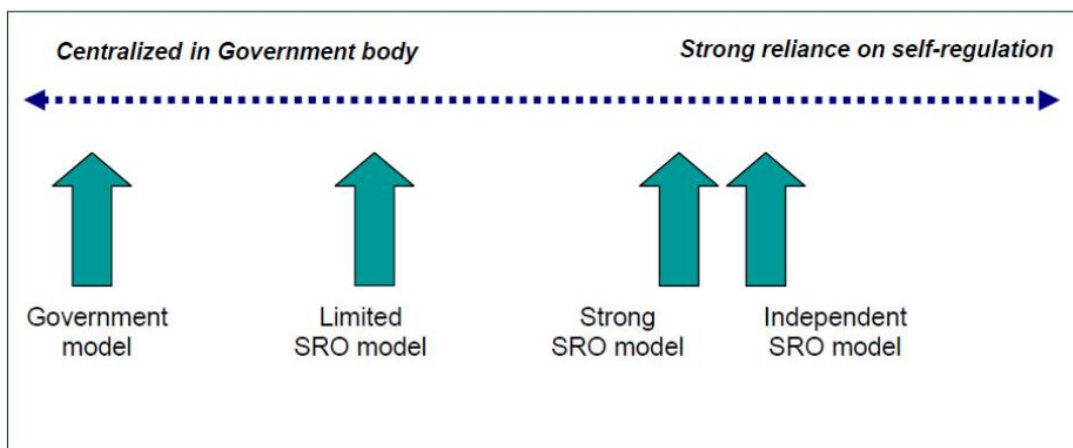 Centralized in Government body
Strong reliance on self-regulation
Government
model
Limited
SRO model
Strong
SRO model
Independent
SRO model